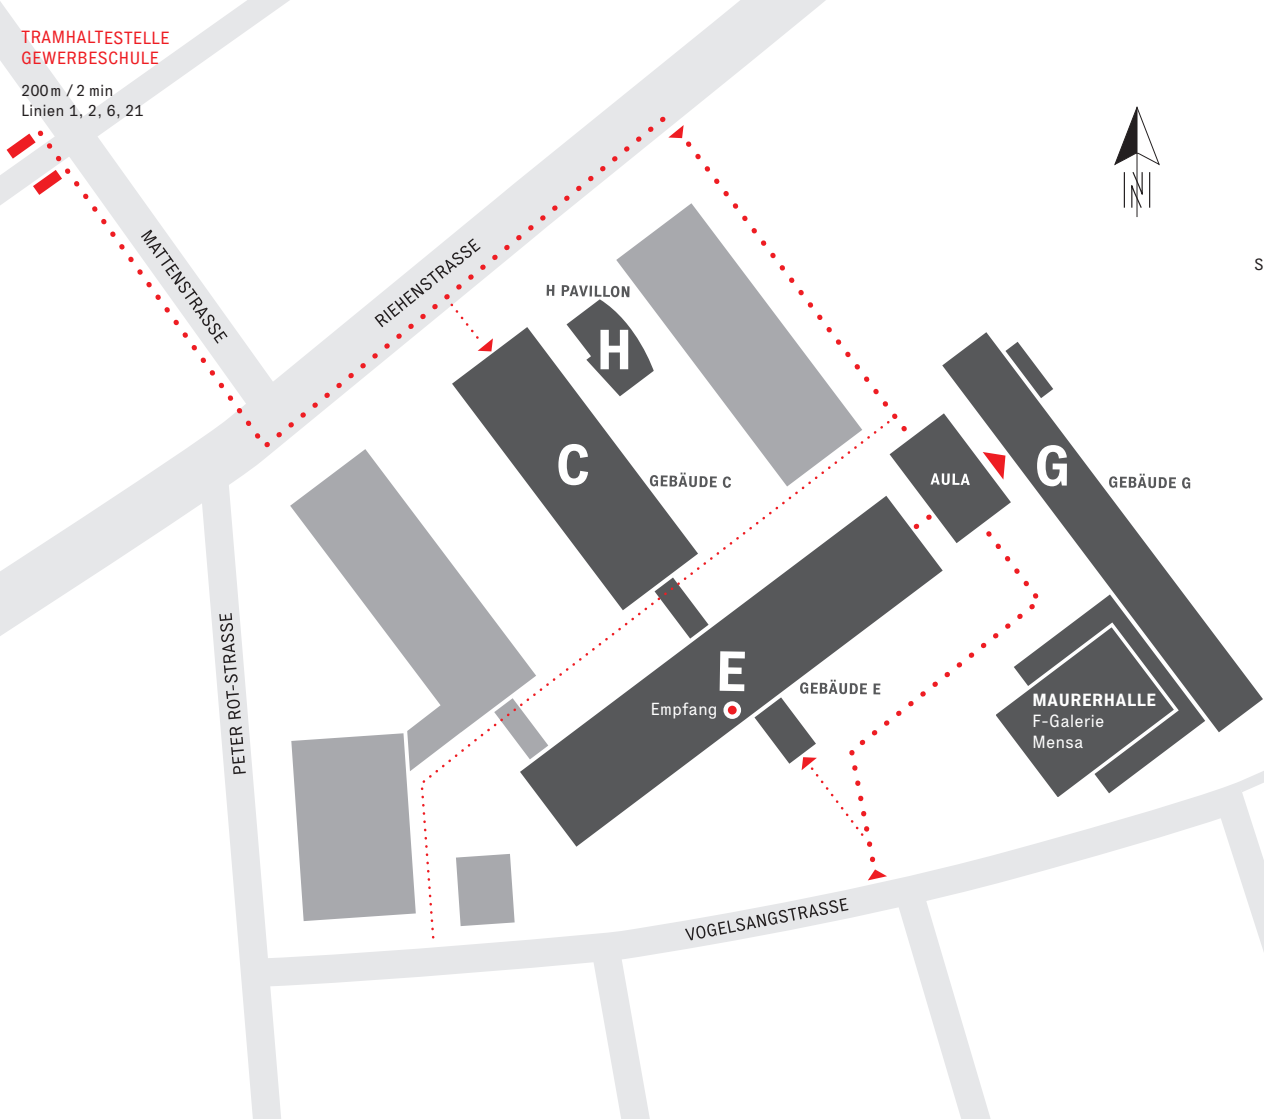 TRAMHALTESTELLE
GEWERBESCHULE
200 m / 2 min
Linien 1, 2, 6, 21
MATTENSTRASSE
RIEHENSTRASSE
N
S
H PAVILLON
H
C
GEBÄUDE C
AULA
G
GEBÄUDE G
PETER ROT-STRASSE
E
Empfang
GEBÄUDE E
MAURERHALLE
F-Galerie
Mensa
VOGELSANGSTRASSE